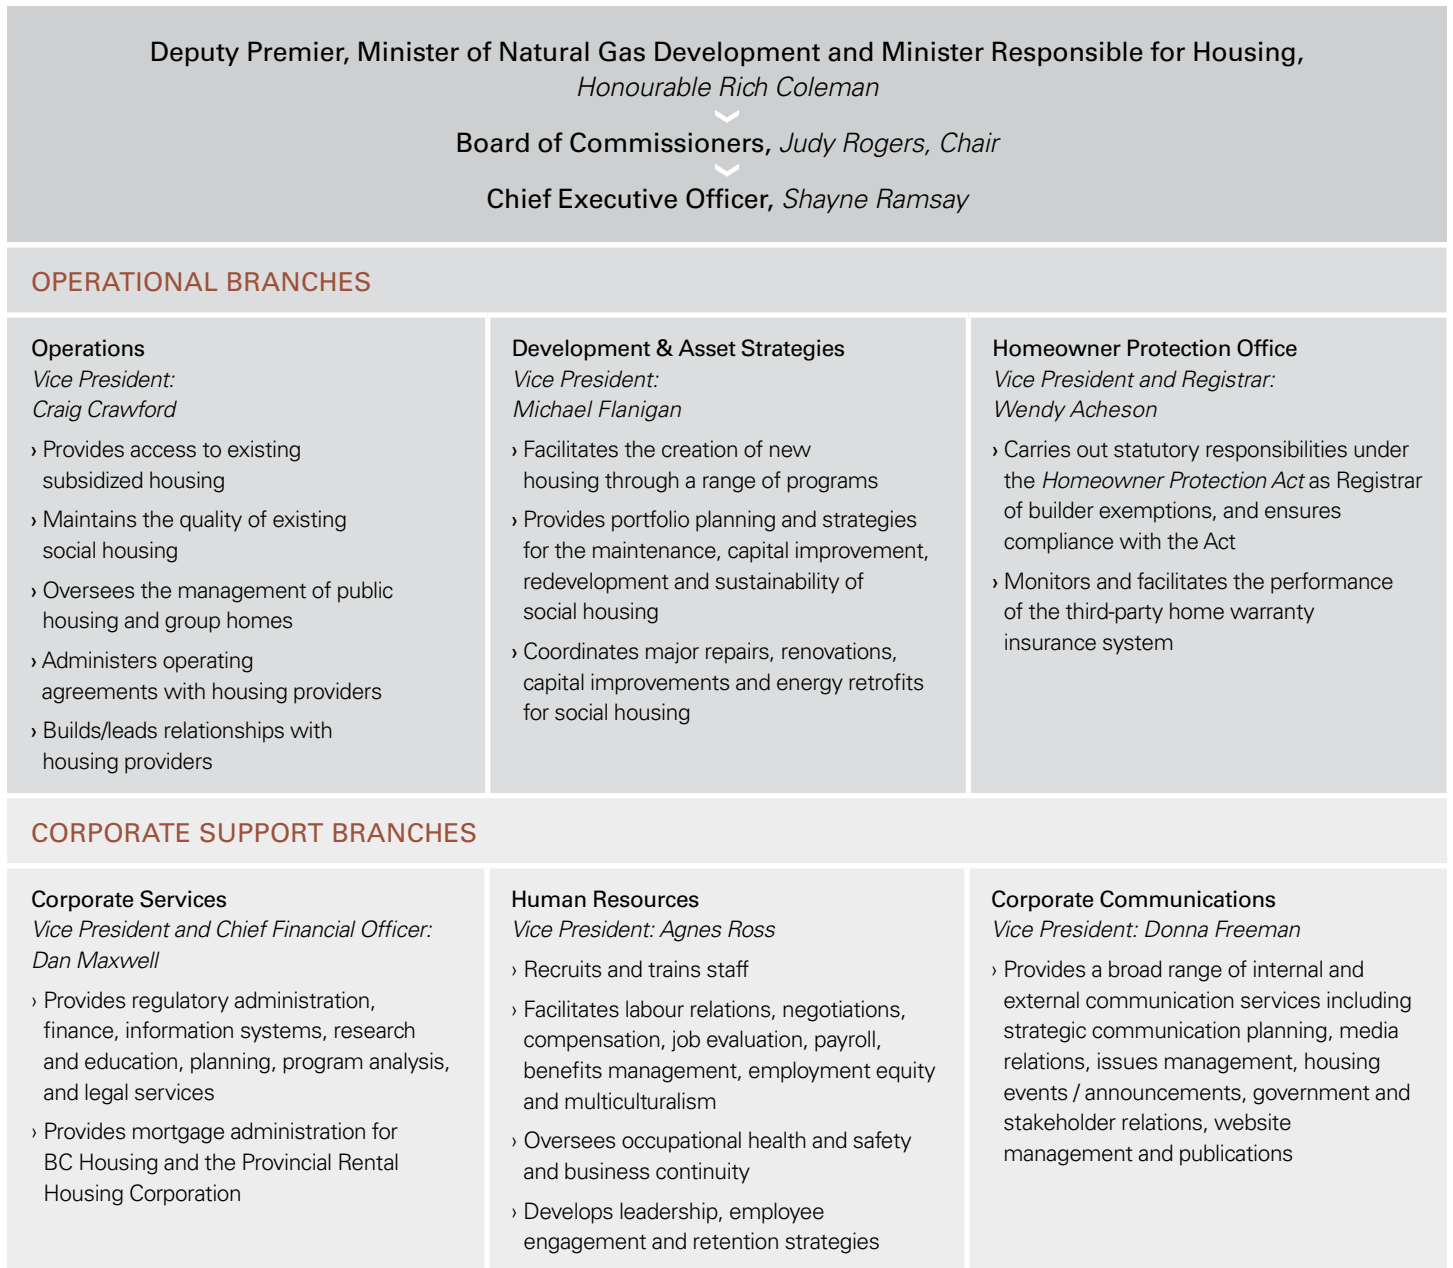 Deputy Premier, Minister of Natural Gas Development and Minister Responsible for Housing,
Honourable Rich Coleman
Board of Commissioners, Judy Rogers, Chair
Chief Executive Officer, Shayne Ramsay
OPERATIONAL BRANCHES
Operations
Vice President:
Craig Crawford
› Provides access to existing
subsidized housing
› Maintains the quality of existing
social housing
› Oversees the management of public
housing and group homes
› Administers operating
agreements with housing providers
› Builds/leads relationships with
housing providers
Development & Asset Strategies
Vice President:
Michael Flanigan
› Facilitates the creation of new
housing through a range of programs
› Provides portfolio planning and strategies
for the maintenance, capital improvement,
redevelopment and sustainability of
social housing
› Coordinates major repairs, renovations,
capital improvements and energy retrofits
for social housing
Homeowner Protection Office
Vice President and Registrar:
Wendy Acheson
› Carries out statutory responsibilities under
the Homeowner Protection Act as Registrar
of builder exemptions, and ensures
compliance with the Act
› Monitors and facilitates the performance
of the third-party home warranty
insurance system
CORPORATE SUPPORT BRANCHES
Corporate Services
Vice President and Chief Financial Officer:
Dan Maxwell
› Provides regulatory administration,
finance, information systems, research
and education, planning, program analysis,
and legal services
› Provides mortgage administration for
BC Housing and the Provincial Rental
Housing Corporation
Human Resources
Vice President: Agnes Ross
› Recruits and trains staff
› Facilitates labour relations, negotiations,
compensation, job evaluation, payroll,
benefits management, employment equity
and multiculturalism
› Oversees occupational health and safety
and business continuity
› Develops leadership, employee
engagement and retention strategies
Corporate Communications
Vice President: Donna Freeman
› Provides a broad range of internal and
external communication services including
strategic communication planning, media
relations, issues management, housing
events / announcements, government and
stakeholder relations, website
management and publications